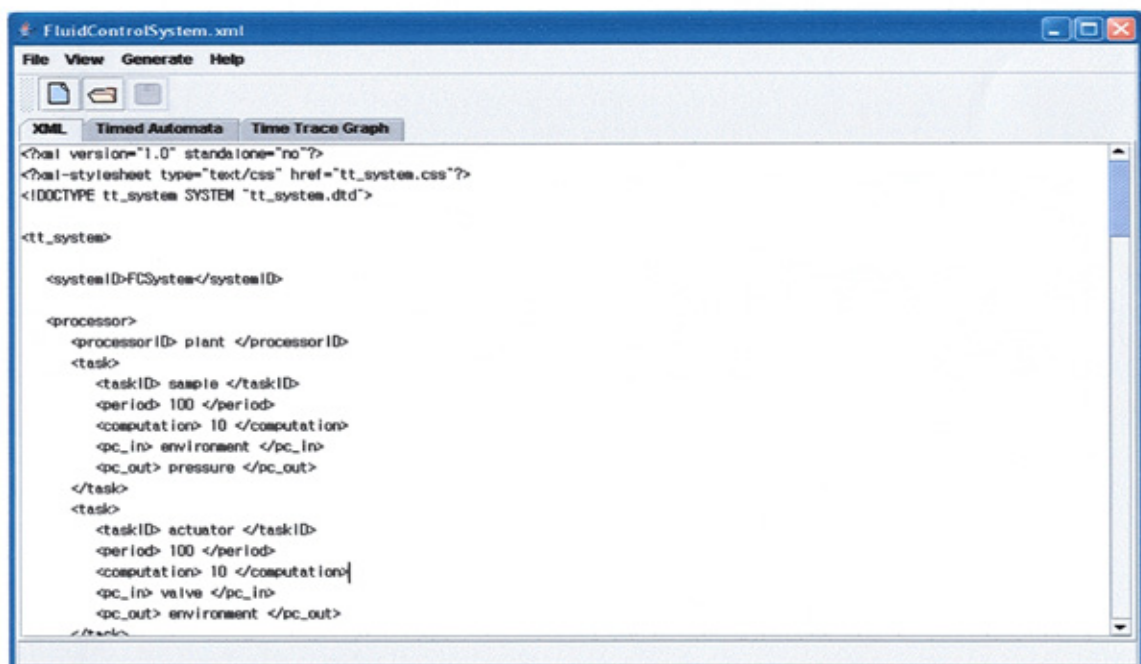 FluidControlSystem.xml
File View Generate Help
XML Timed Automata Time Trace Graph
<?xml version="1.0" standalone="no"?>
<?xml-stylesheet type="text/css" href="tt_system.css"?>
<!DOCTYPE tt_system SYSTEM "tt_system.dtd">
<tt_system>
<systemID>FCSystem</systemID>
<processor>
<processorID> plant </processorID>
<task>
<taskID> sample </taskID>
<period> 100 </period>
<computation> 10 </computation>
<pc_in> environment </pc_in>
<pc_out> pressure </pc_out>
</task>
<task>
<taskID> actuator </taskID>
<period> 100 </period>
<computation> 10 </computation>
<pc_in> valve </pc_in>
<pc_out> environment </pc_out>
</task>